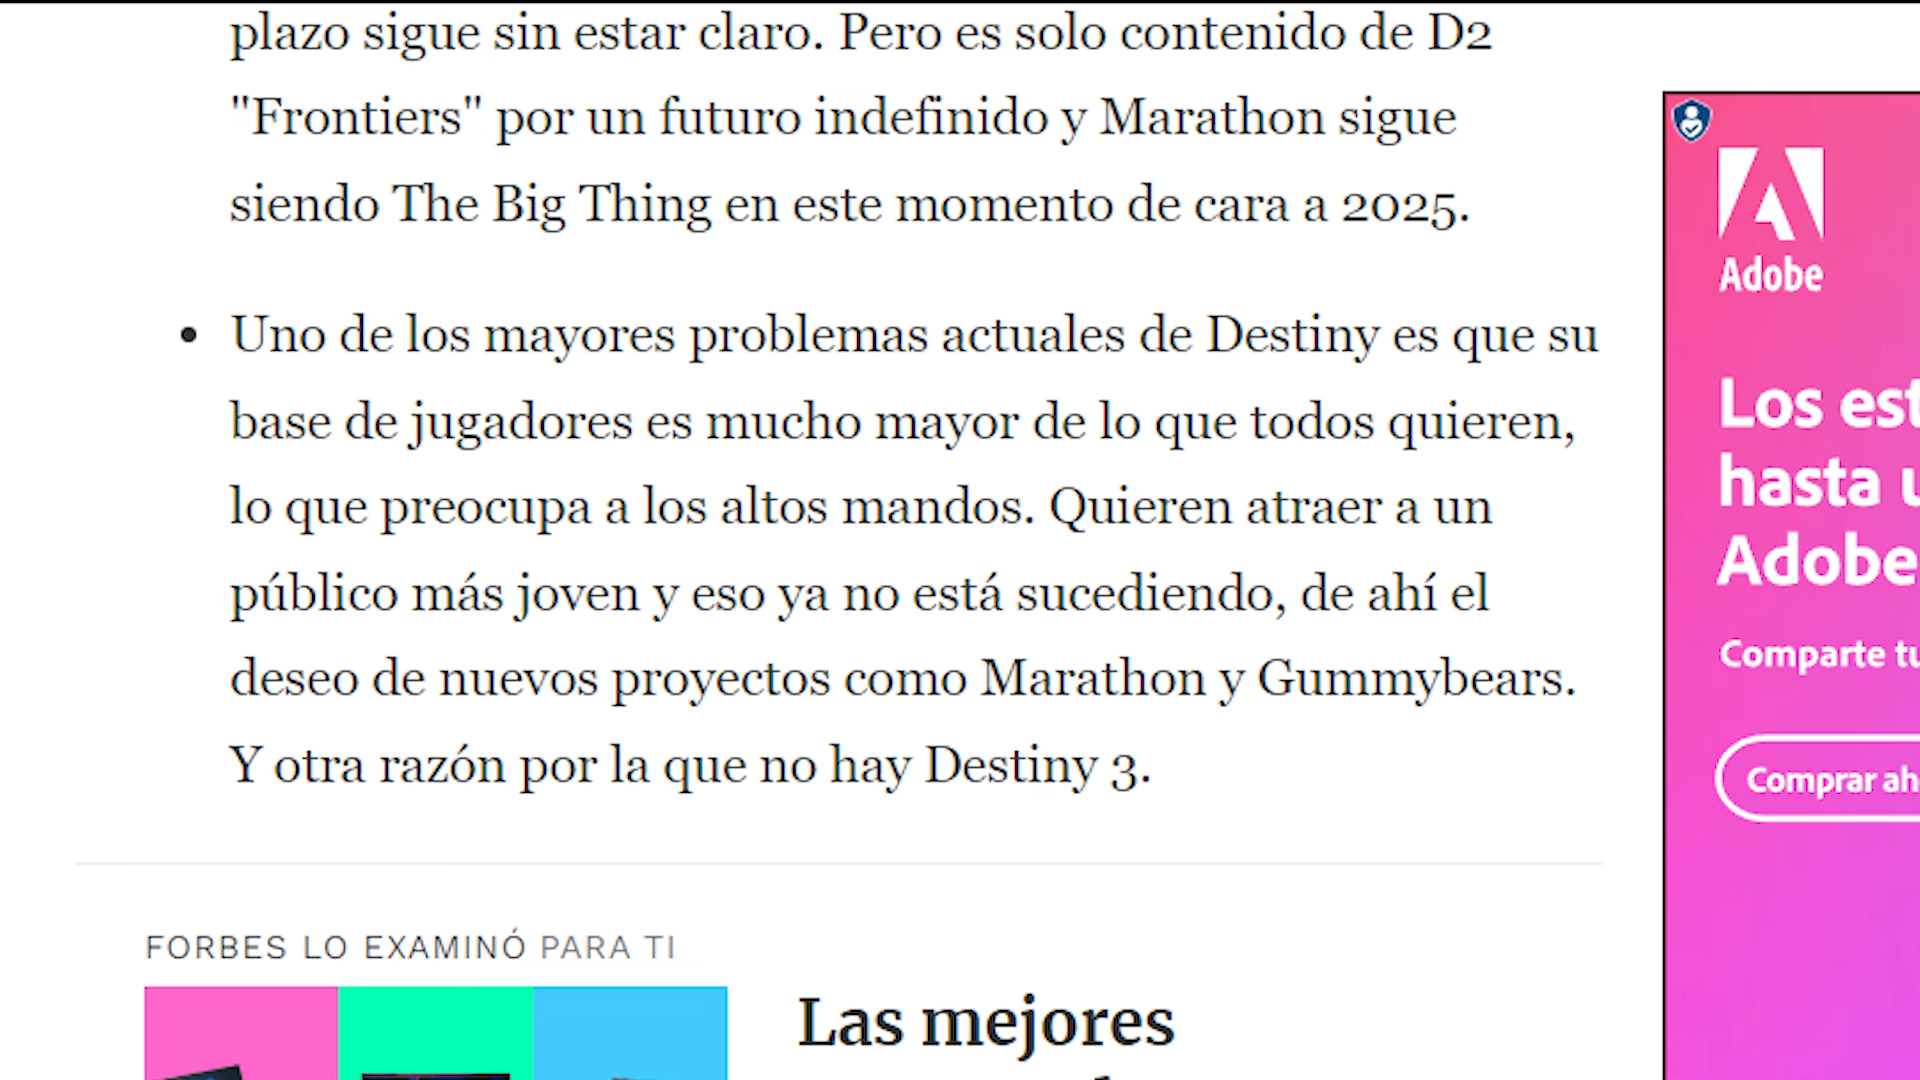 plazo sigue sin estar claro. Pero es solo contenido de D2
"Frontiers" por un futuro indefinido y Marathon sigue
siendo The Big Thing en este momento de cara a 2025.
• Uno de los mayores problemas actuales de Destiny es que su
base de jugadores es mucho mayor de lo que todos quieren,
lo que preocupa a los altos mandos. Quieren atraer a un
público más joven y eso ya no está sucediendo, de ahí el
deseo de nuevos proyectos como Marathon y Gummybears.
Y otra razón por la que no hay Destiny 3.
FORBES LO EXAMINÓ PARA TI
Las mejores
Adobe
Los est
hasta u
Adobe
Comparte tu
Comprar ah